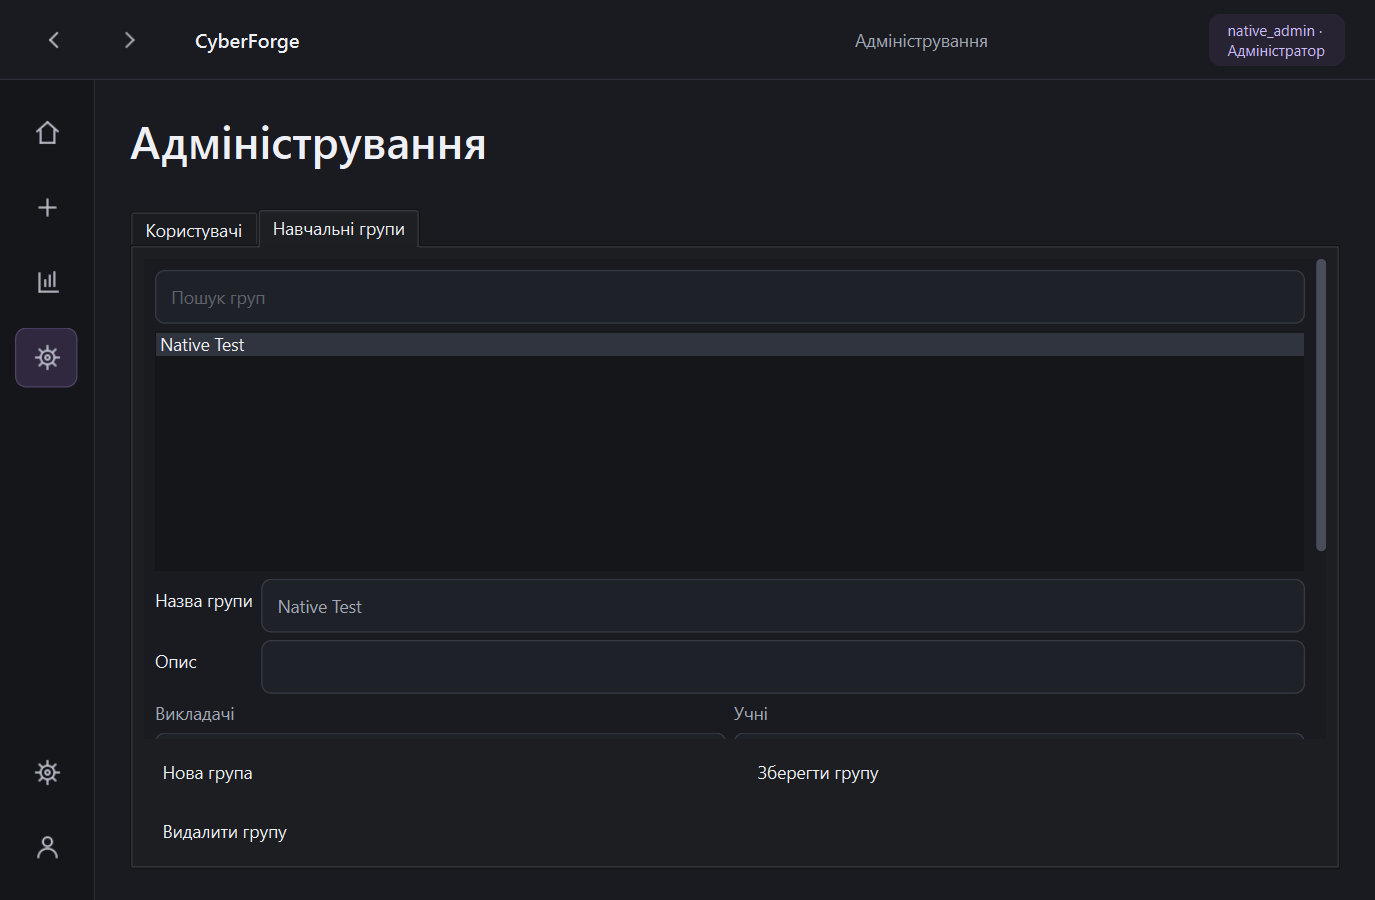 CyberForge
Адміністрування
native_admin ·
Адміністратор
Адміністрування
Користувачі
Навчальні групи
Пошук груп
Native Test
Назва групи
Native Test
Опис
Викладачі
Учні
Нова група
Зберегти групу
Видалити групу